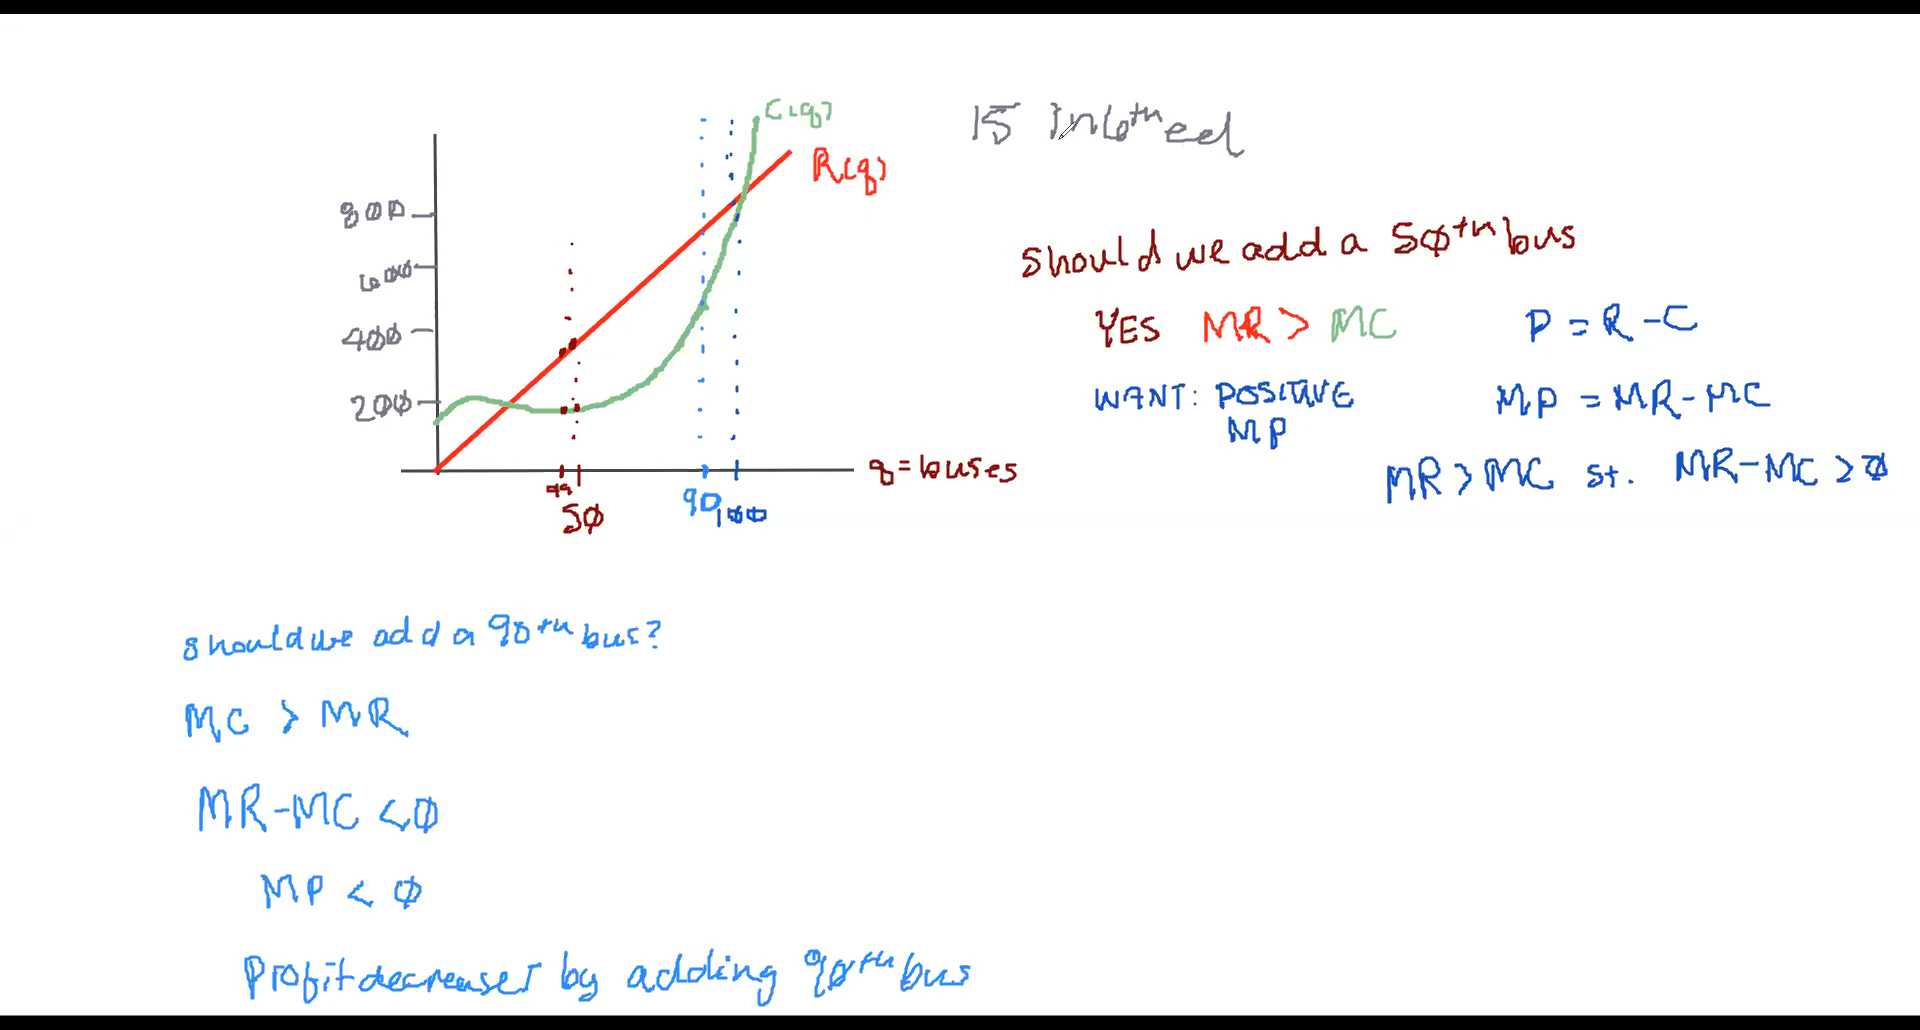 C(q)
R(q)
15 in 6th ed
800
600
400
200
q = buses
49
50
90
100
should we add a 50th bus
YES MR > MC
P = R - C
WANT: POSITIVE
MP
MP = MR - MC
MR > MC st. MR - MC > 0
should we add a 90th bus?
MC > MR
MR - MC < 0
MP < 0
Profit decreases by adding 90th bus